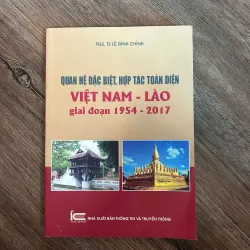 PGS, TS LÊ ĐÌNH CHỈNH
QUAN HỆ ĐẶC BIỆT, HỢP TÁC TOÀN DIỆN
VIỆT NAM - LÀO
giai đoạn 1954 - 2017
NHÀ XUẤT BẢN THÔNG TIN VÀ TRUYỀN THÔNG